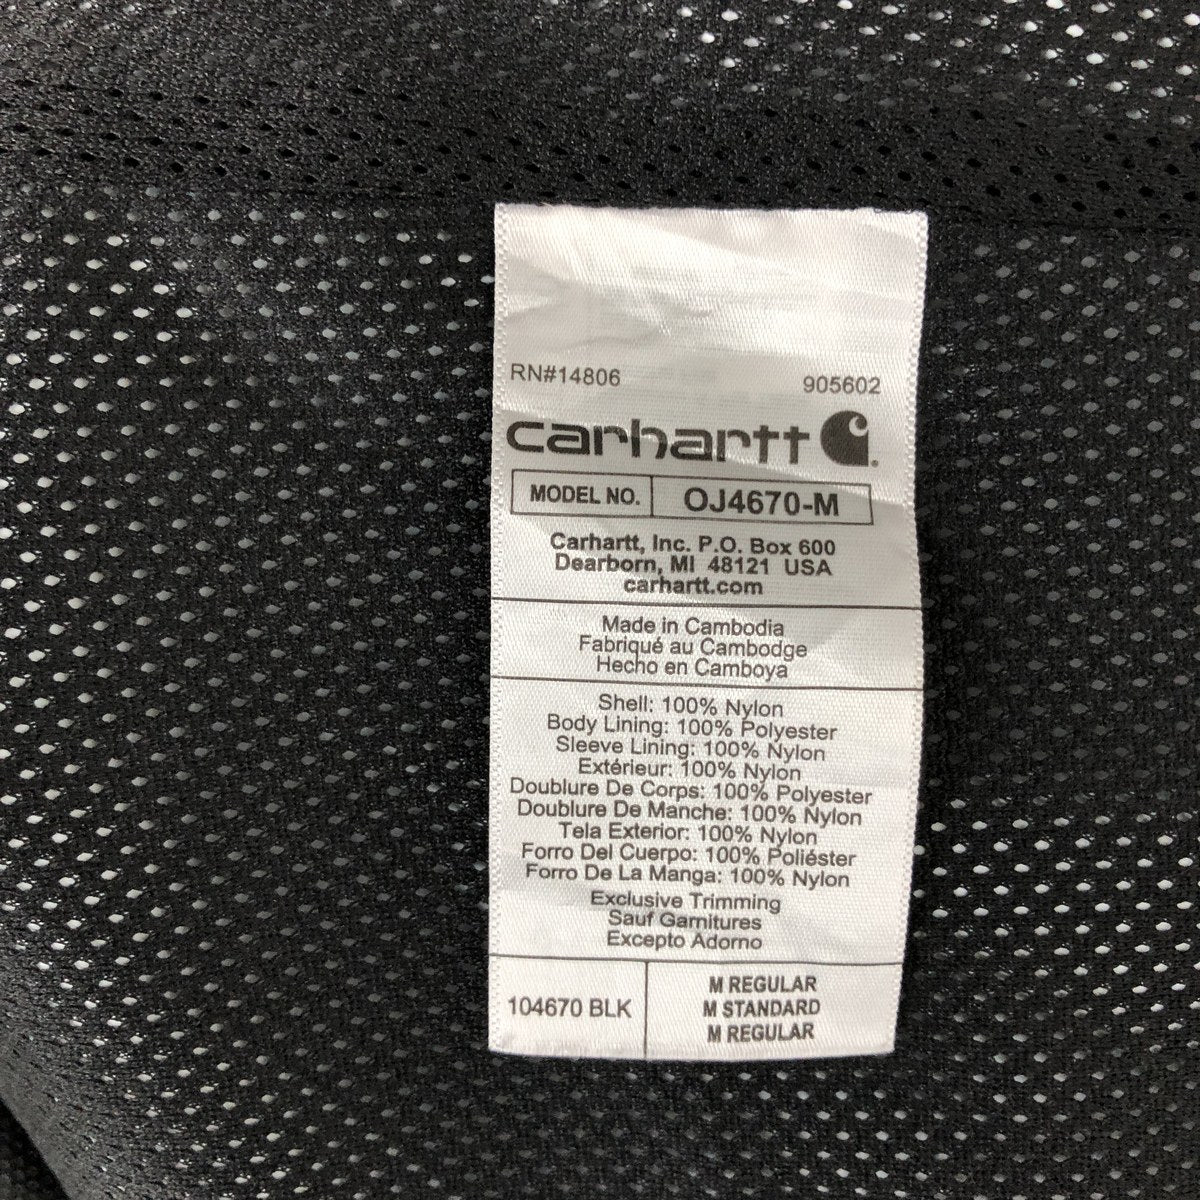 RN#14806 905602
carhartt
MODEL NO. OJ4670-M
Carhartt, Inc. P.O. Box 600
Dearborn, MI 48121 USA
carhartt.com
Made in Cambodia
Fabriqué au Cambodge
Hecho en Camboya
Shell: 100% Nylon
Body Lining: 100% Polyester
Sleeve Lining: 100% Nylon
Extérieur: 100% Nylon
Doublure De Corps: 100% Polyester
Doublure De Manche: 100% Nylon
Tela Exterior: 100% Nylon
Forro Del Cuerpo: 100% Poliéster
Forro De La Manga: 100% Nylon
Exclusive Trimming
Sauf Garnitures
Excepto Adorno
104670 BLK
M REGULAR
M STANDARD
M REGULAR